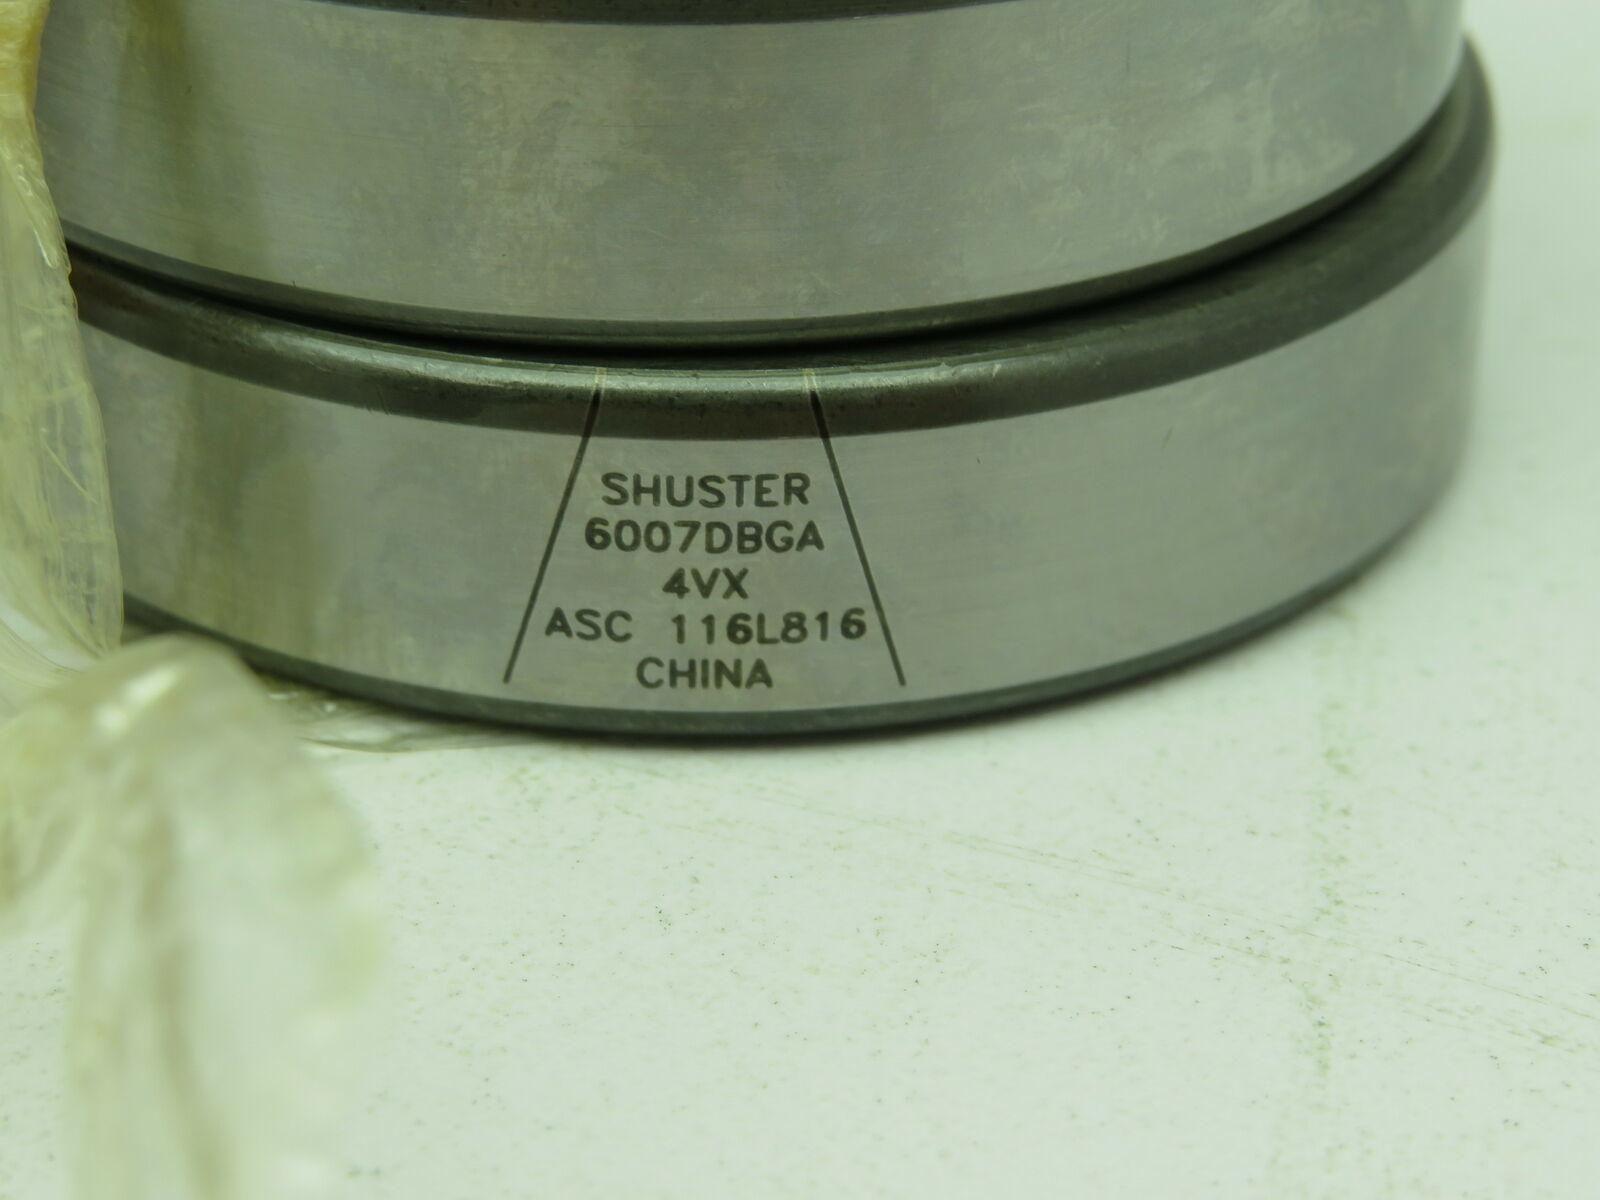 SHUSTER
6007DBGA
4VX
ASC 116L816
CHINA